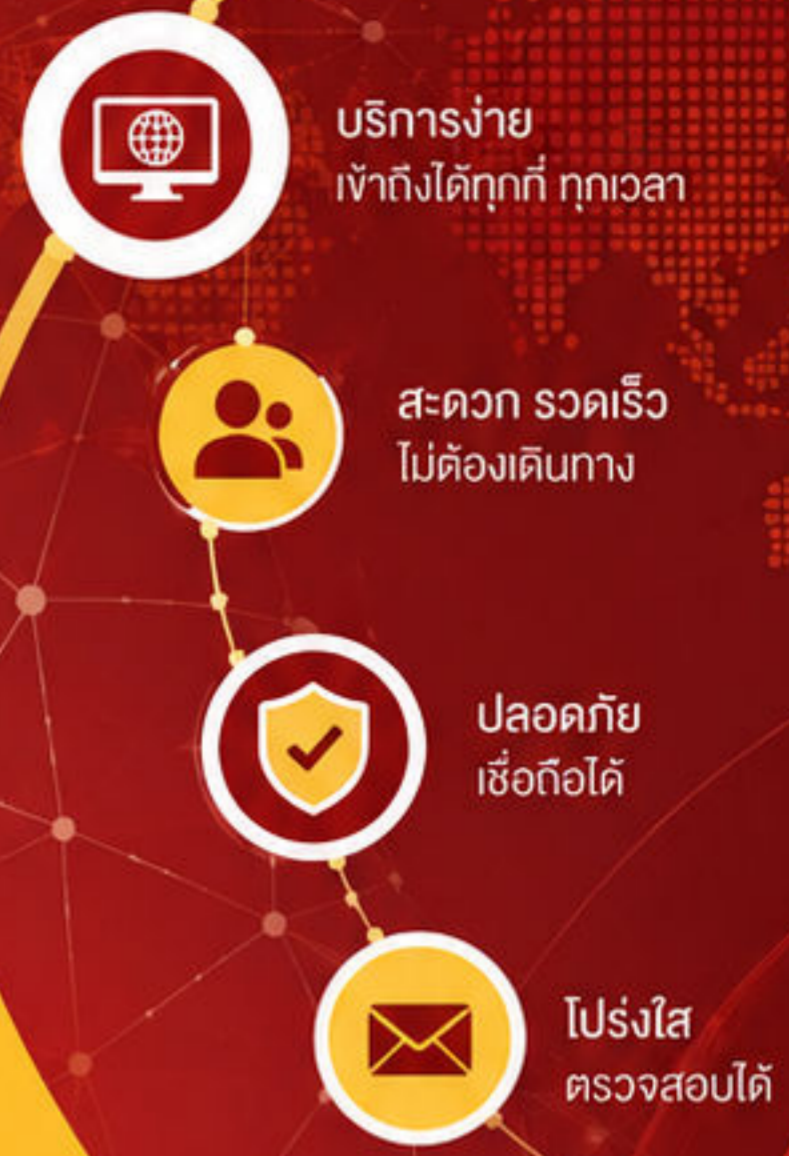 บริการง่าย
เข้าถึงได้ทุกที่ ทุกเวลา
สะดวก รวดเร็ว
ไม่ต้องเดินทาง
ปลอดภัย
เชื่อถือได้
โปร่งใส
ตรวจสอบได้